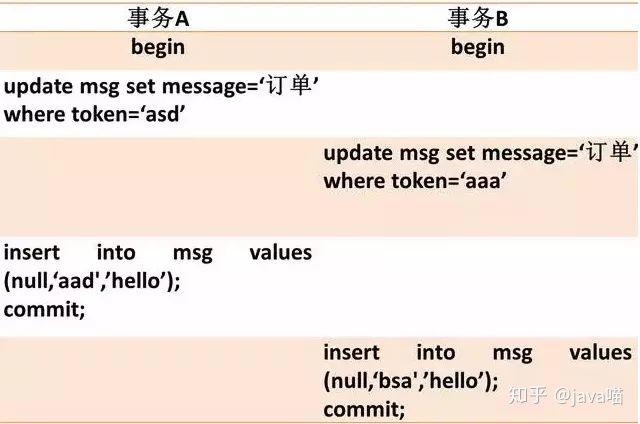 事务A 事务B
begin begin
update msg set message=‘订单’
where token=‘asd’
update msg set message=‘订单’
where token=‘aaa’
insert into msg values
(null,‘aad',’hello’);
commit;
insert into msg values
(null,‘bsa',’hello’);
commit;
知乎 @java喵